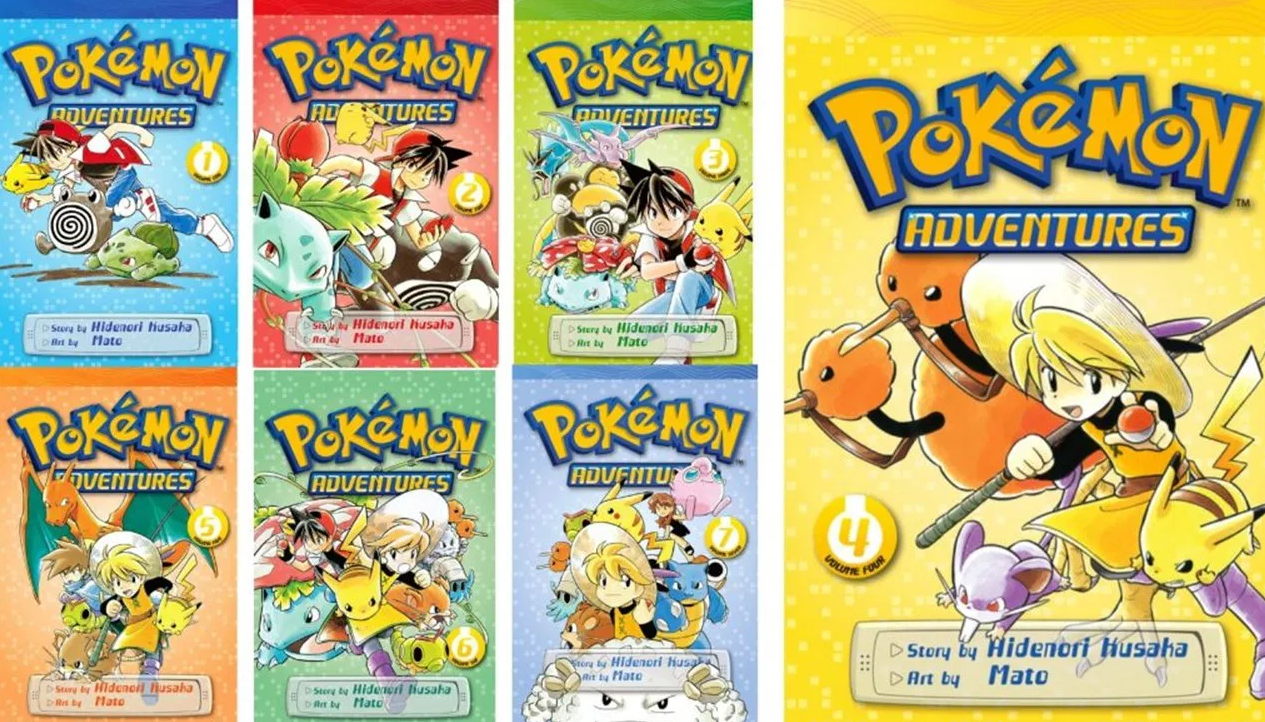 POKÉMON
ADVENTURES
1
Story by Hidenori Kusaka
Art by Mato
POKÉMON
ADVENTURES
2
Story by Hidenori Kusaka
Art by Mato
POKÉMON
ADVENTURES
3
Story by Hidenori Kusaka
Art by Mato
POKÉMON
ADVENTURES
5
Story by Hidenori Kusaka
Art by Mato
POKÉMON
ADVENTURES
6
Story by Hidenori Kusaka
Art by Mato
POKÉMON
ADVENTU
7
Story by Hidenori Kusaka
Art by Mato
POKÉMON™
ADVENTURES
4
VOLUME FOUR
Story by Hidenori Kusaka
Art by Mato